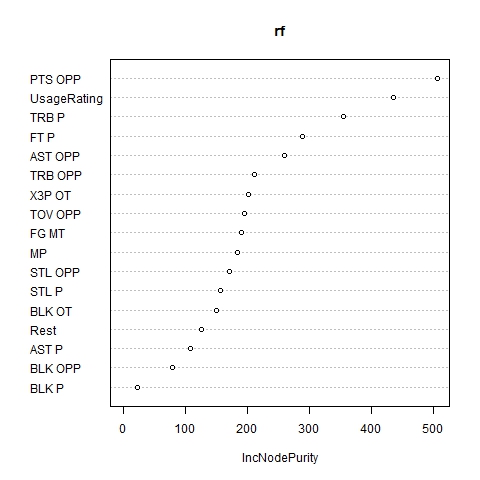 rf
PTS OPP
UsageRating
TRB P
FT P
AST OPP
TRB OPP
X3P OT
TOV OPP
FG MT
MP
STL OPP
STL P
BLK OT
Rest
AST P
BLK OPP
BLK P
0 100 200 300 400 500
IncNodePurity